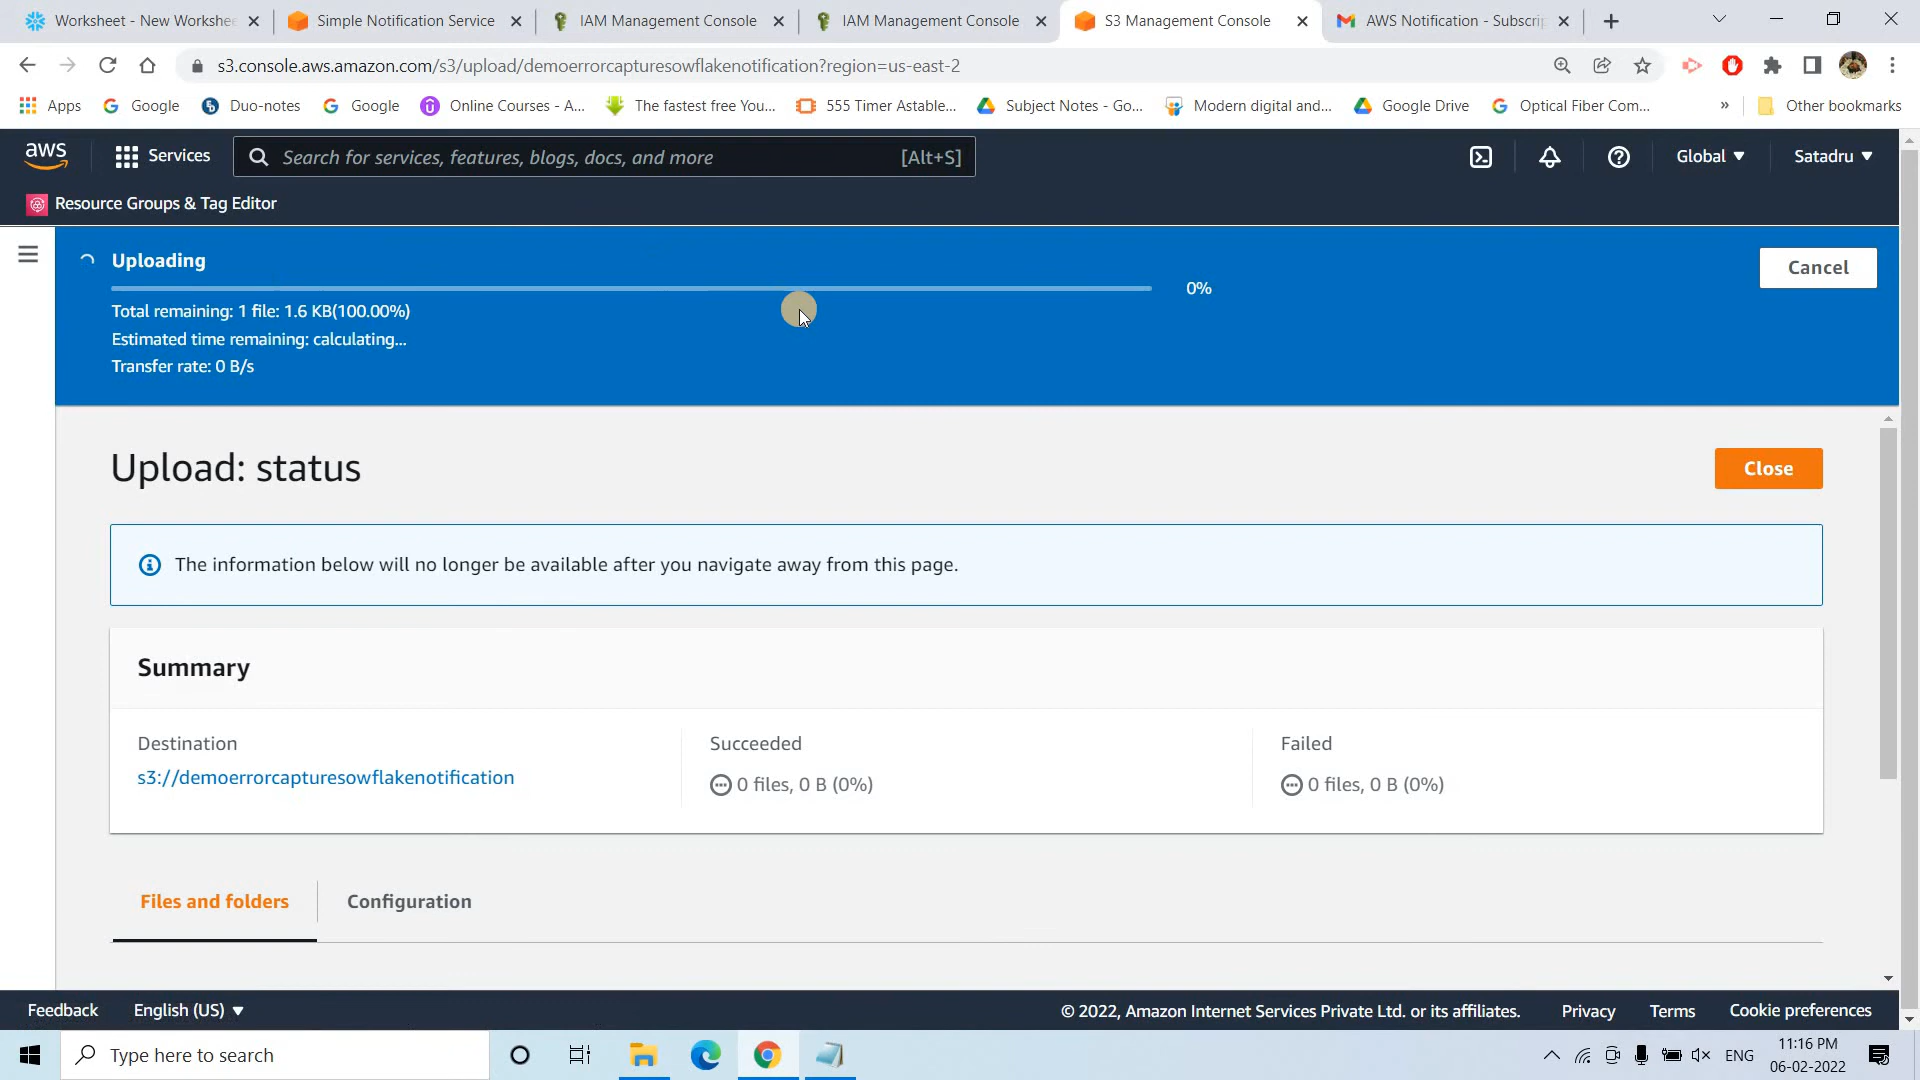 Worksheet - New Workshee
Simple Notification Service
IAM Management Console
IAM Management Console
S3 Management Console
AWS Notification - Subscrip
s3.console.aws.amazon.com/s3/upload/demoerrorcapturesowflakenotification?region=us-east-2
Apps
Google
Duo-notes
Google
Online Courses - A...
The fastest free You...
555 Timer Astable...
Subject Notes - Go...
Modern digital and...
Google Drive
Optical Fiber Com...
»
Other bookmarks
aws
Services
Search for services, features, blogs, docs, and more
[Alt+S]
Global
Satadru
Resource Groups & Tag Editor
Uploading
Cancel
0%
Total remaining: 1 file: 1.6 KB(100.00%)
Estimated time remaining: calculating...
Transfer rate: 0 B/s
Upload: status
Close
The information below will no longer be available after you navigate away from this page.
Summary
Destination
s3://demoerrorcapturesowflakenotification
Succeeded
0 files, 0 B (0%)
Failed
0 files, 0 B (0%)
Files and folders
Configuration
Feedback
English (US)
© 2022, Amazon Internet Services Private Ltd. or its affiliates.
Privacy
Terms
Cookie preferences
Type here to search
ENG
11:16 PM
06-02-2022